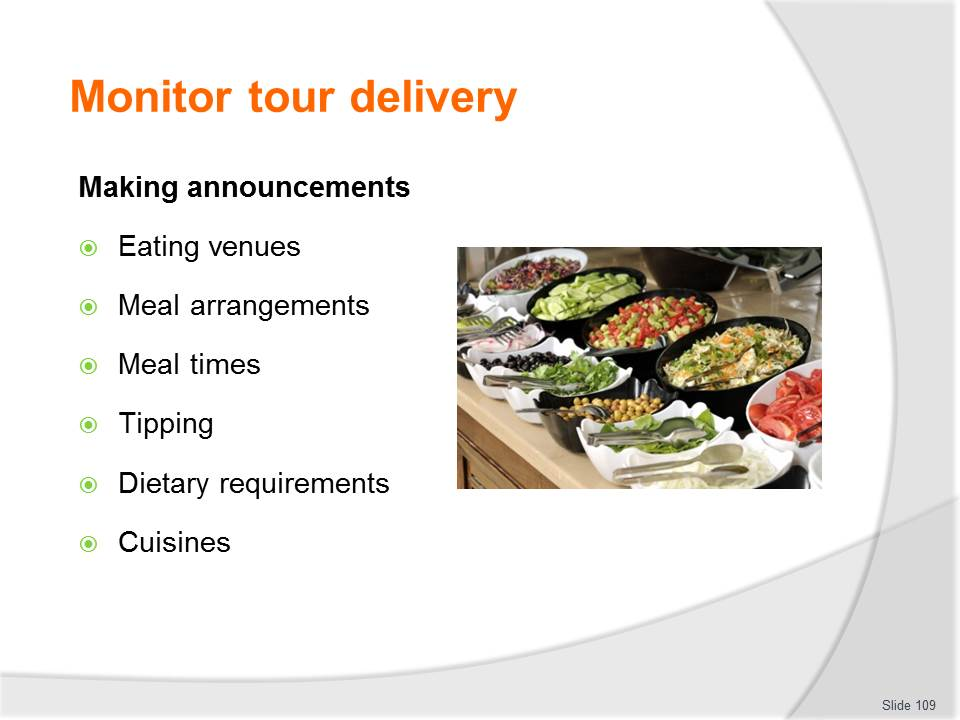 Monitor tour delivery
Making announcements
Eating venues
Meal arrangements
Meal times
Tipping
Dietary requirements
Cuisines
Slide 109